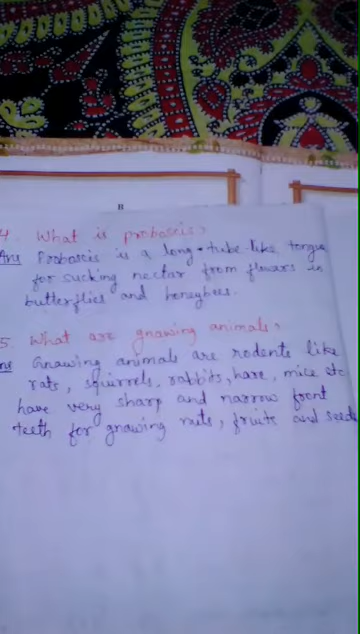 4. What is proboscis?
Ans Proboscis is a long tube-like tongue
for sucking nectar from flowers in
butterflies and honeybees.
5. What are gnawing animals?
Ans Gnawing animals are rodents like
rats, squirrels, rabbits, hare, mice etc
have very sharp and narrow front
teeth for gnawing nuts, fruits and seeds